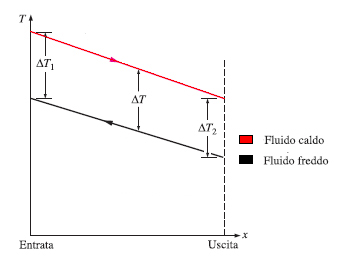 T
ΔT₁
ΔT
ΔT₂
Fluido caldo
Fluido freddo
x
Entrata
Uscita